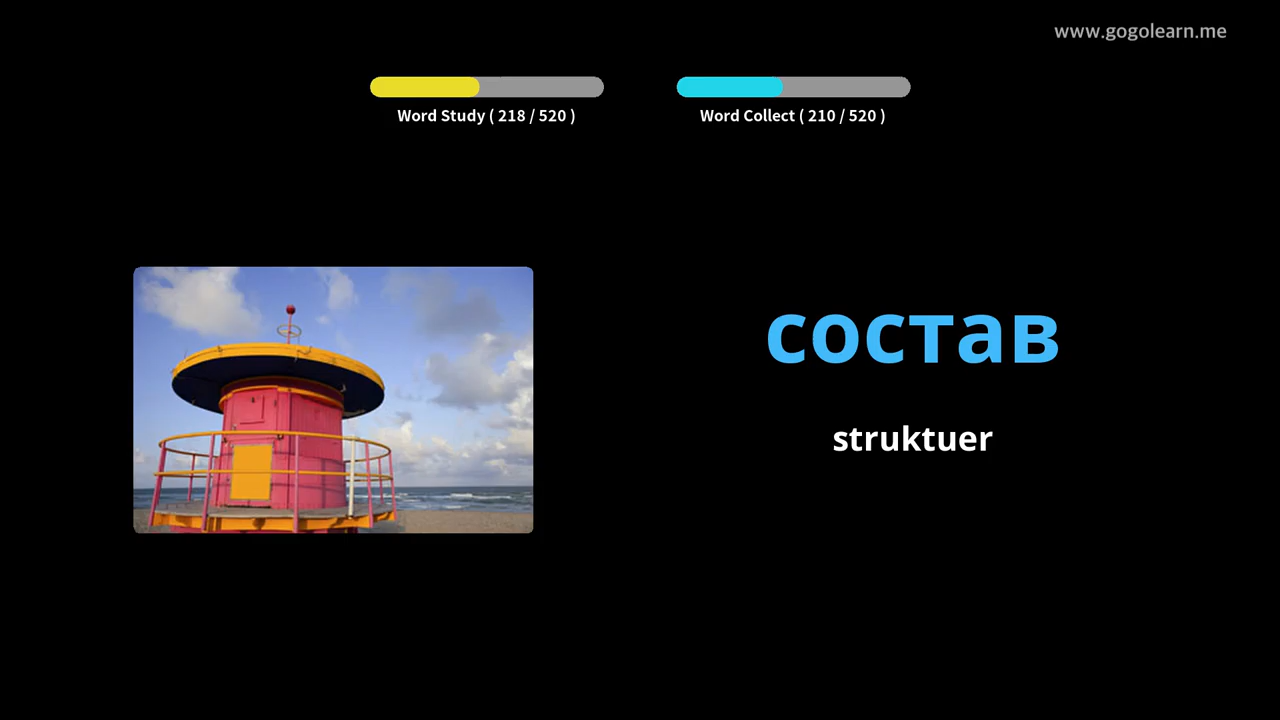 www.gogolearn.me
Word Study ( 218 / 520 )
Word Collect ( 210 / 520 )
состав
struktuer